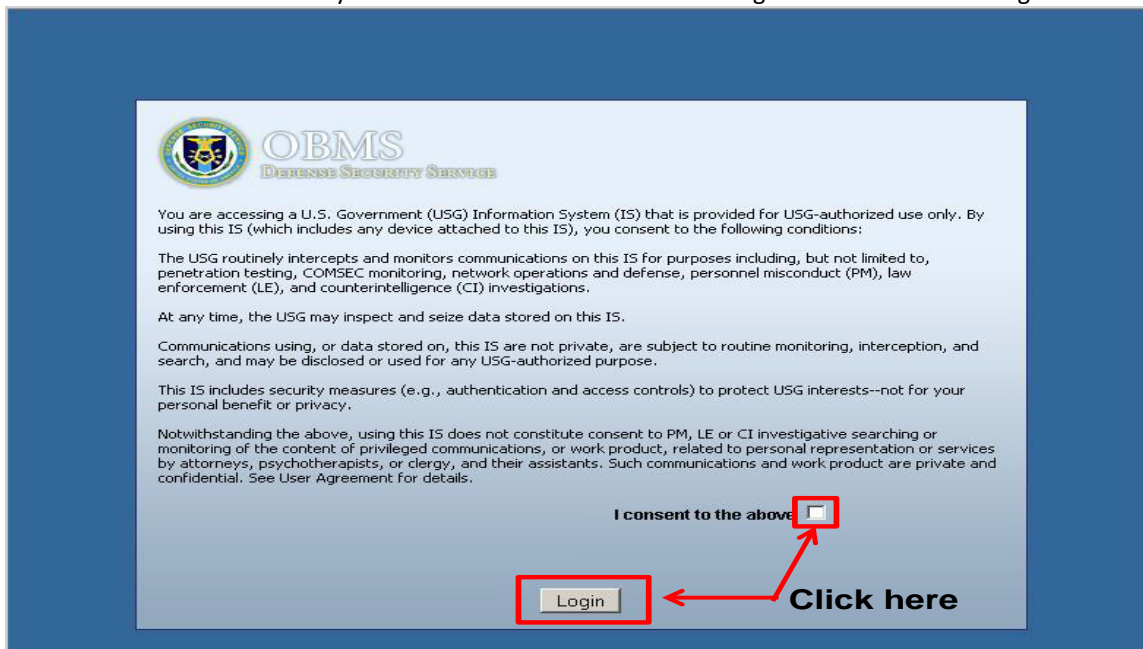 OBMS
DEFENSE SECURITY SERVICE
You are accessing a U.S. Government (USG) Information System (IS) that is provided for USG-authorized use only. By
using this IS (which includes any device attached to this IS), you consent to the following conditions:
The USG routinely intercepts and monitors communications on this IS for purposes including, but not limited to,
penetration testing, COMSEC monitoring, network operations and defense, personnel misconduct (PM), law
enforcement (LE), and counterintelligence (CI) investigations.
At any time, the USG may inspect and seize data stored on this IS.
Communications using, or data stored on, this IS are not private, are subject to routine monitoring, interception, and
search, and may be disclosed or used for any USG-authorized purpose.
This IS includes security measures (e.g., authentication and access controls) to protect USG interests--not for your
personal benefit or privacy.
Notwithstanding the above, using this IS does not constitute consent to PM, LE or CI investigative searching or
monitoring of the content of privileged communications, or work product, related to personal representation or services
by attorneys, psychotherapists, or clergy, and their assistants. Such communications and work product are private and
confidential. See User Agreement for details.
I consent to the above
Login
Click here